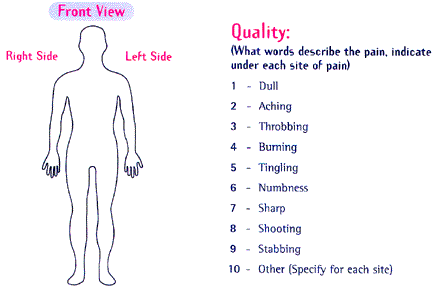 Front View
Right Side
Left Side
Quality:
(What words describe the pain, indicate
under each site of pain)
1 - Dull
2 - Aching
3 - Throbbing
4 - Burning
5 - Tingling
6 - Numbness
7 - Sharp
8 - Shooting
9 - Stabbing
10 - Other (Specify for each site)